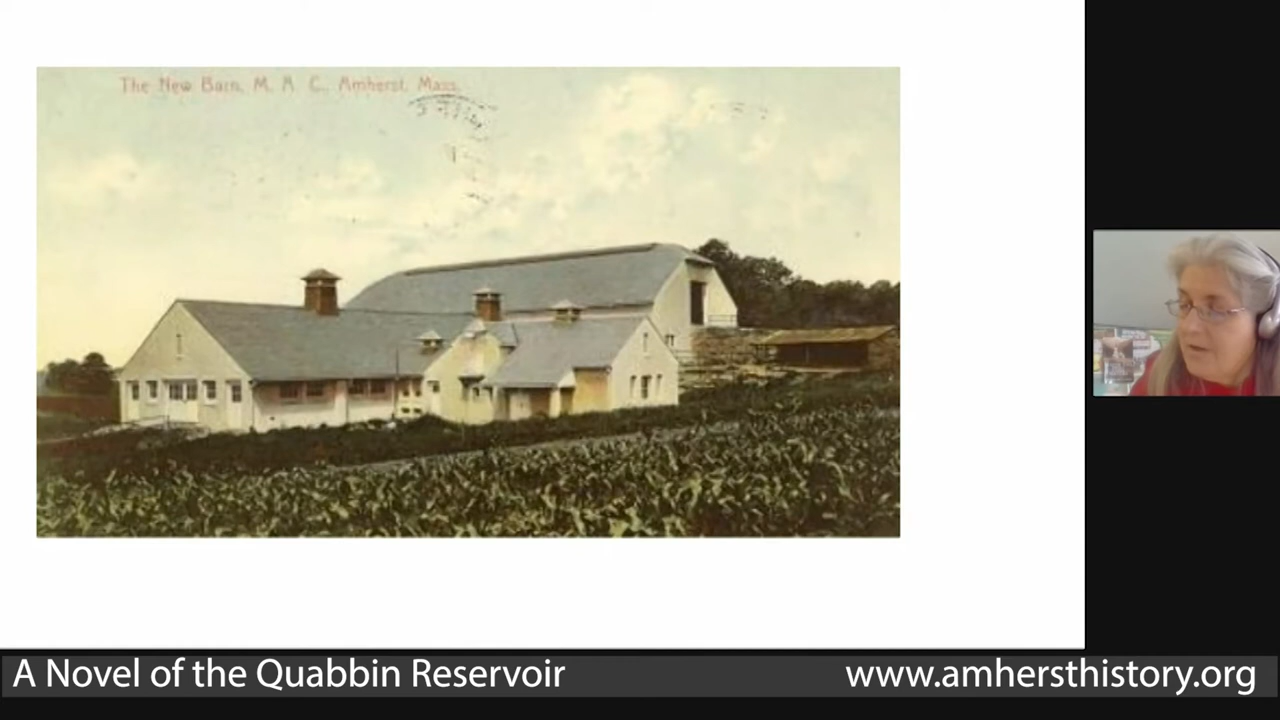 The New Barn, M. A. C., Amherst, Mass.
A Novel of the Quabbin Reservoir
www.amhersthistory.org